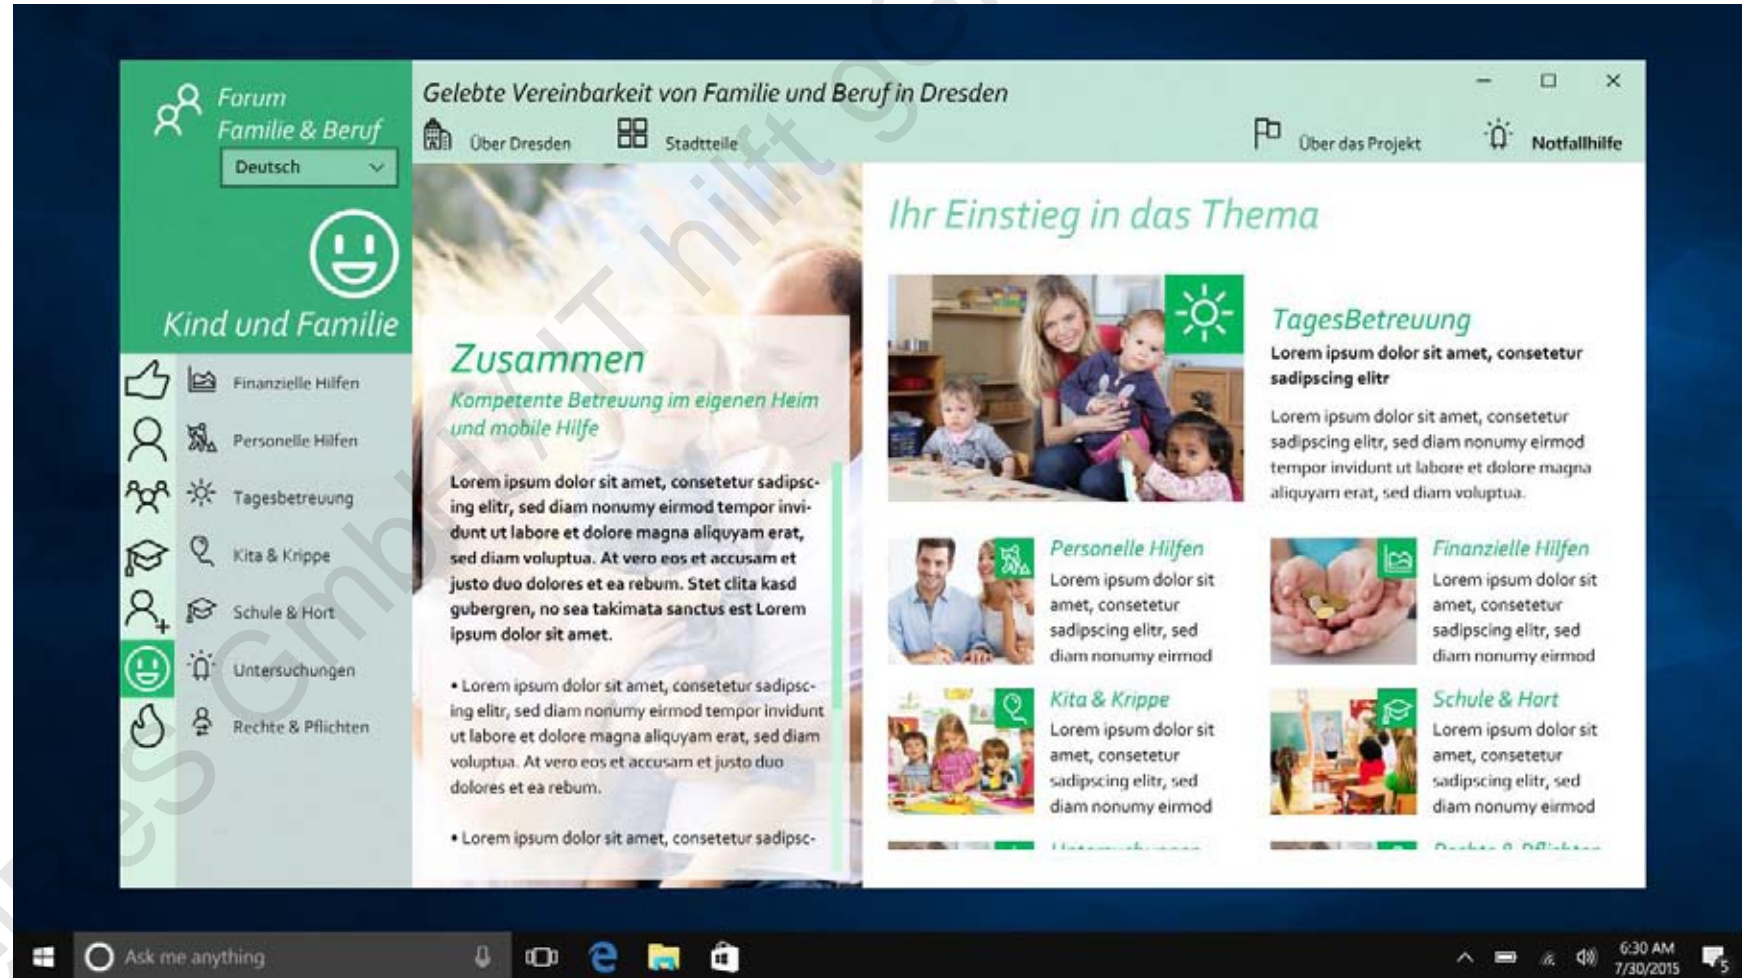 Forum
Familie & Beruf
Deutsch
Kind und Familie
Finanzielle Hilfen
Personelle Hilfen
Tagesbetreuung
Kita & Krippe
Schule & Hort
Untersuchungen
Rechte & Pflichten
Gelebte Vereinbarkeit von Familie und Beruf in Dresden
Über Dresden
Stadtteile
Über das Projekt
Notfallhilfe
Zusammen
Kompetente Betreuung im eigenen Heim
und mobile Hilfe
Lorem ipsum dolor sit amet, consetetur sadipsc-
ing elitr, sed diam nonumy eirmod tempor invi-
dunt ut labore et dolore magna aliquyam erat,
sed diam voluptua. At vero eos et accusam et
justo duo dolores et ea rebum. Stet clita kasd
gubergren, no sea takimata sanctus est Lorem
ipsum dolor sit amet.
• Lorem ipsum dolor sit amet, consetetur sadipsc-
ing elitr, sed diam nonumy eirmod tempor invidunt
ut labore et dolore magna aliquyam erat, sed diam
voluptua. At vero eos et accusam et justo duo
dolores et ea rebum.
• Lorem ipsum dolor sit amet, consetetur sadipsc-
Ihr Einstieg in das Thema
TagesBetreuung
Lorem ipsum dolor sit amet, consetetur
sadipscing elitr
Lorem ipsum dolor sit amet, consetetur
sadipscing elitr, sed diam nonumy eirmod
tempor invidunt ut labore et dolore magna
aliquyam erat, sed diam voluptua.
Personelle Hilfen
Lorem ipsum dolor sit
amet, consetetur
sadipscing elitr, sed
diam nonumy eirmod
Finanzielle Hilfen
Lorem ipsum dolor sit
amet, consetetur
sadipscing elitr, sed
diam nonumy eirmod
Kita & Krippe
Lorem ipsum dolor sit
amet, consetetur
sadipscing elitr, sed
diam nonumy eirmod
Schule & Hort
Lorem ipsum dolor sit
amet, consetetur
sadipscing elitr, sed
diam nonumy eirmod
Untersuchungen
Rechte & Pflichten
GmbH / IT hilft
Ask me anything
6:30 AM
7/30/2015
5